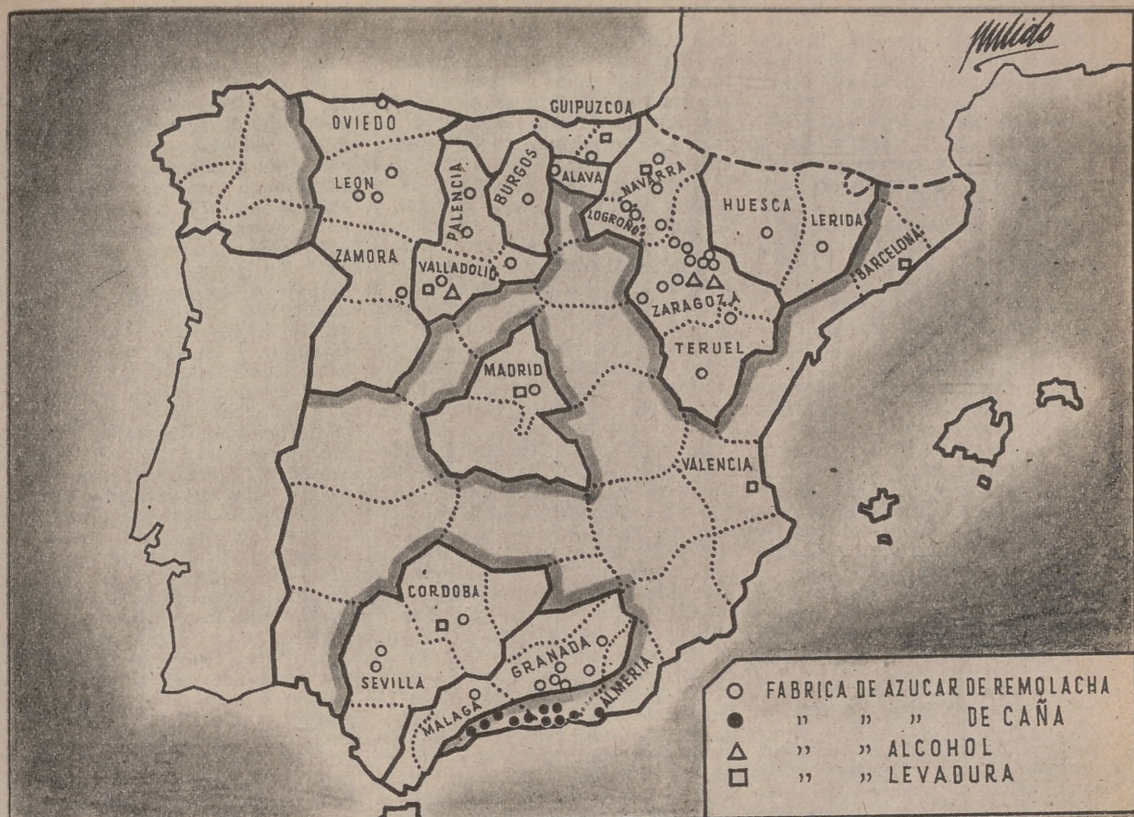 OVIEDO
GUIPUZCOA
LEON
PALENCIA
BURGOS
ALAVA
NAVARRA
LOGROÑO
HUESCA
LERIDA
BARCELONA
ZAMORA
VALLADOLID
ZARAGOZA
TERUEL
MADRID
VALENCIA
CORDOBA
SEVILLA
GRANADA
MALAGA
ALMERIA
FABRICA DE AZUCAR DE REMOLACHA
” ” ” DE CAÑA
” ” ALCOHOL
” ” LEVADURA